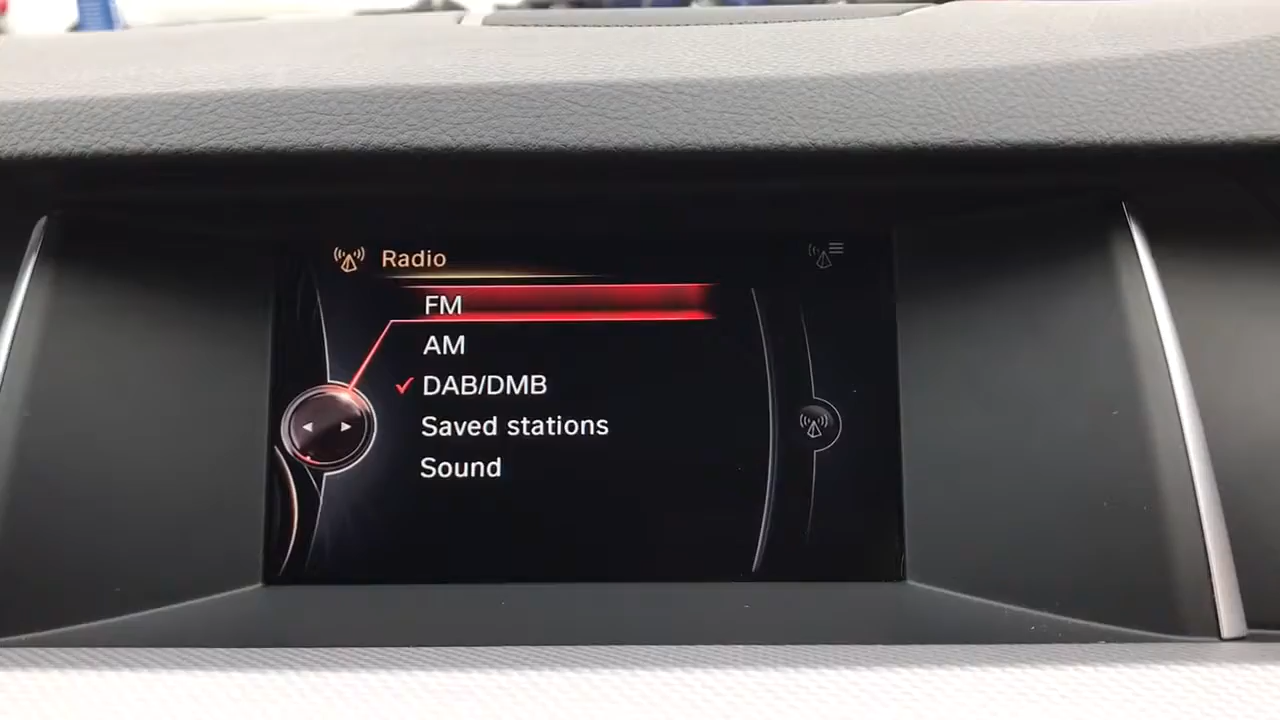 Radio
FM
AM
✓ DAB/DMB
Saved stations
Sound